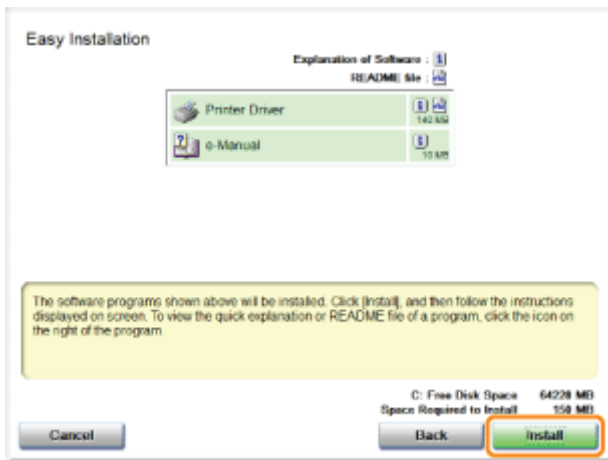 Easy Installation
Explanation of Software :
README file :
Printer Driver
140 MB
e-Manual
10 MB
The software programs shown above will be installed. Click [Install], and then follow the instructions
displayed on screen. To view the quick explanation or README file of a program, click the icon on
the right of the program.
C: Free Disk Space 64228 MB
Space Required to Install 150 MB
Cancel
Back
Install